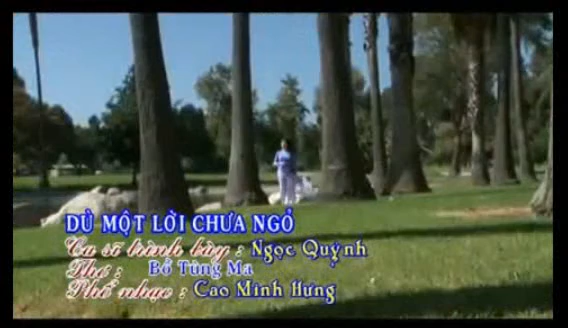 DÙ MỘT LỜI CHƯA NGỎ
Ca sĩ trình bày : Ngọc Quỳnh
Thơ : Bồ Tùng Ma
Phổ nhạc : Cao Minh Hưng